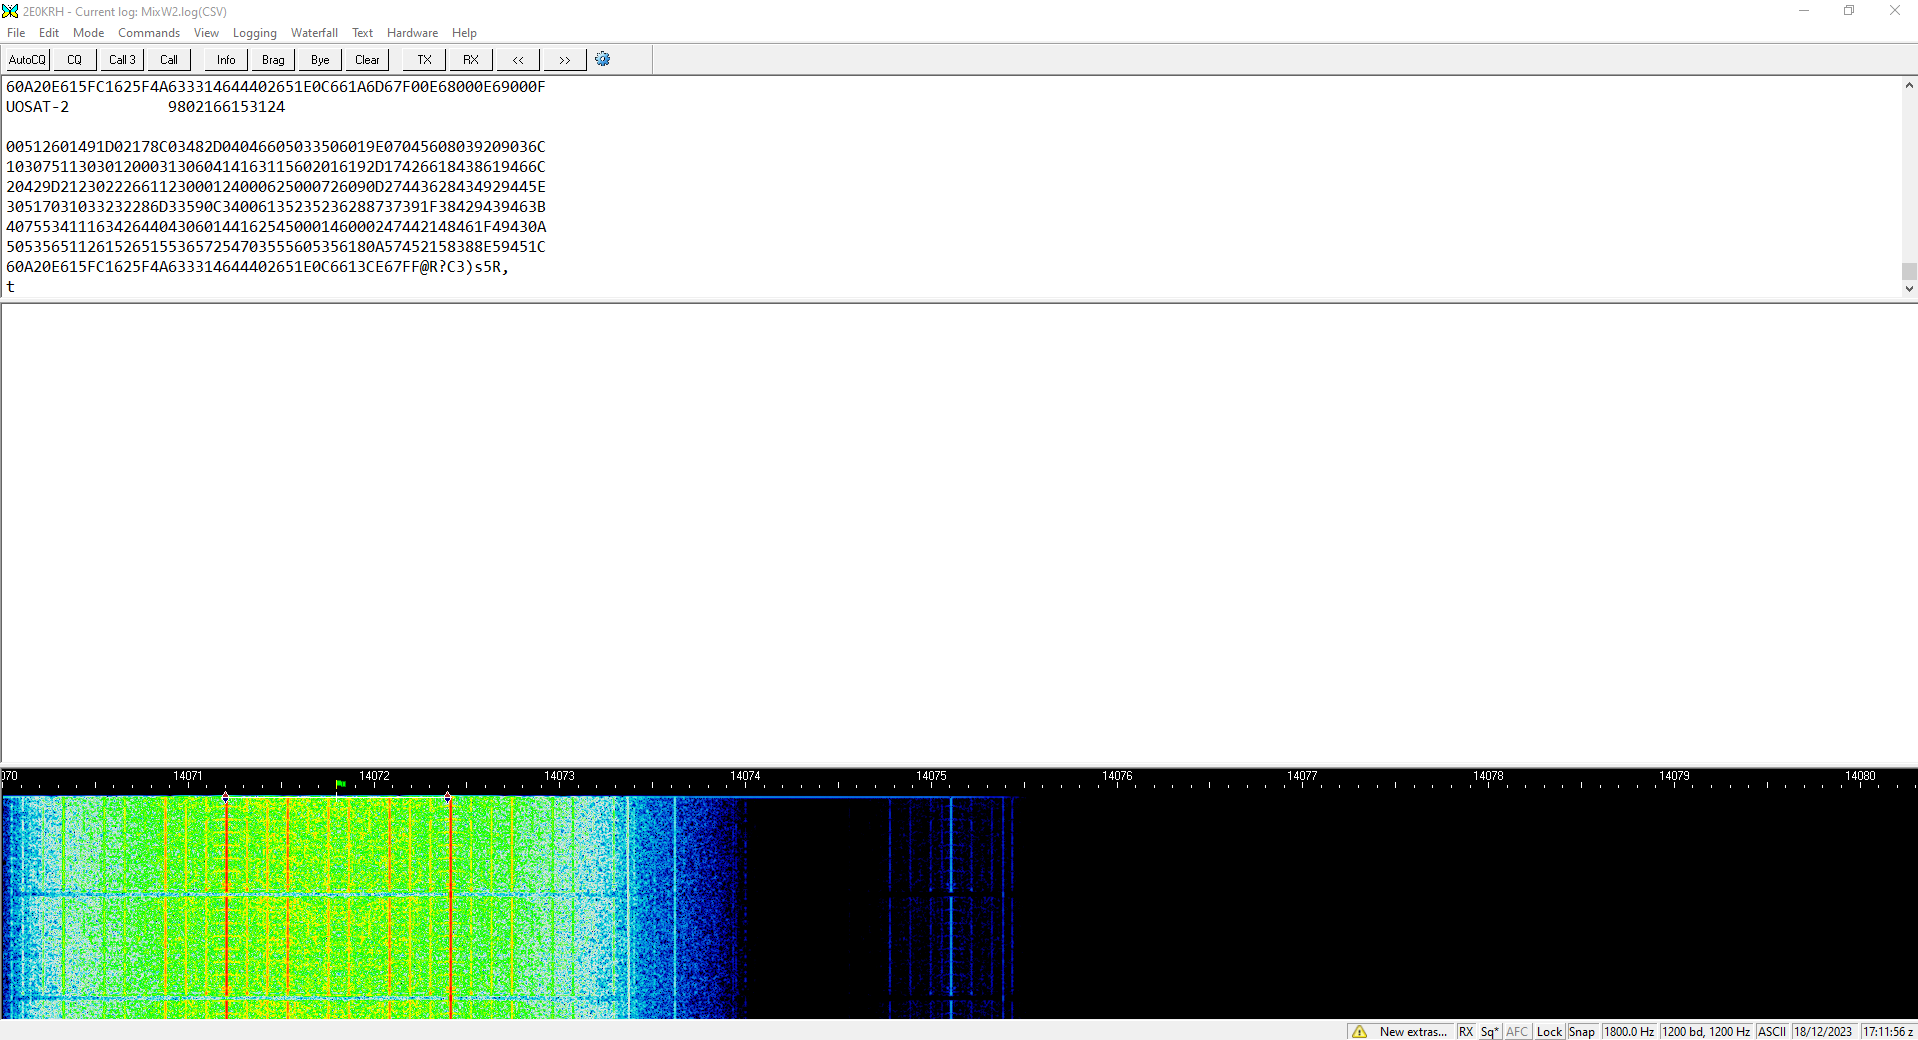 2E0KRH - Current log: MixW2.log(CSV)
File Edit Mode Commands View Logging Waterfall Text Hardware Help
AutoCQ CQ Call 3 Call Info Brag Bye Clear TX RX << >>
60A20E615FC1625F4A633314644402651E0C661A6D67F00E68000E69000F
UOSAT-2 9802166153124
00512601491D02178C03482D04046605033506019E07045608039209036C
10307511303012000313060414163115602016192D17426618438619466C
20429D21230222661123000124000625000726090D27443628434929445E
30517031033232286D33590C34006135235236288737391F38429439463B
40755341116342644043060144162545000146000247442148461F49430A
50535651126152651553657254703555605356180A57452158388E59451C
60A20E615FC1625F4A633314644402651E0C6613CE67FF@R?C3)s5R,
t
070 14071 14072 14073 14074 14075 14076 14077 14078 14079 14080
New extras... RX Sq* AFC Lock Snap 1800.0 Hz 1200 bd, 1200 Hz ASCII 18/12/2023 17:11:56 z